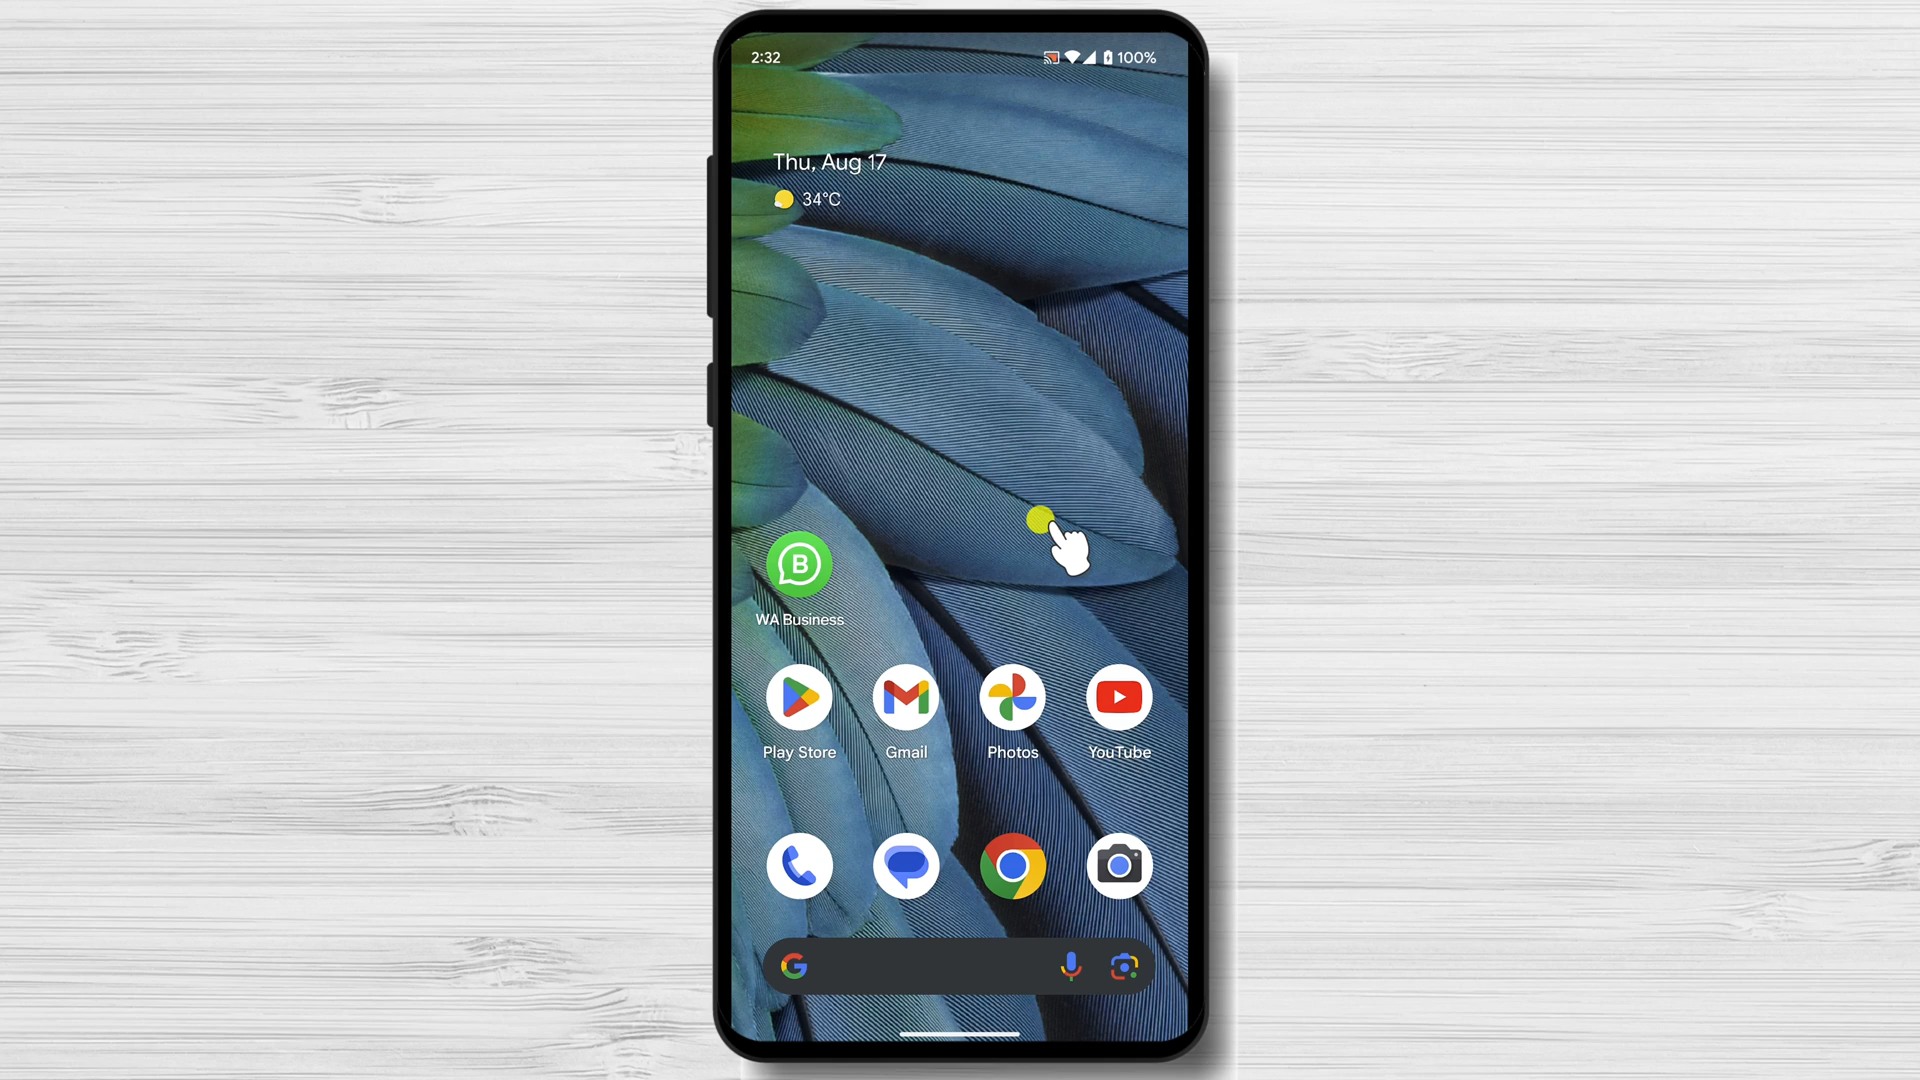 2:32
100%
Thu, Aug 17
34°C
B
WA Business
Play Store
Gmail
Photos
YouTube
G